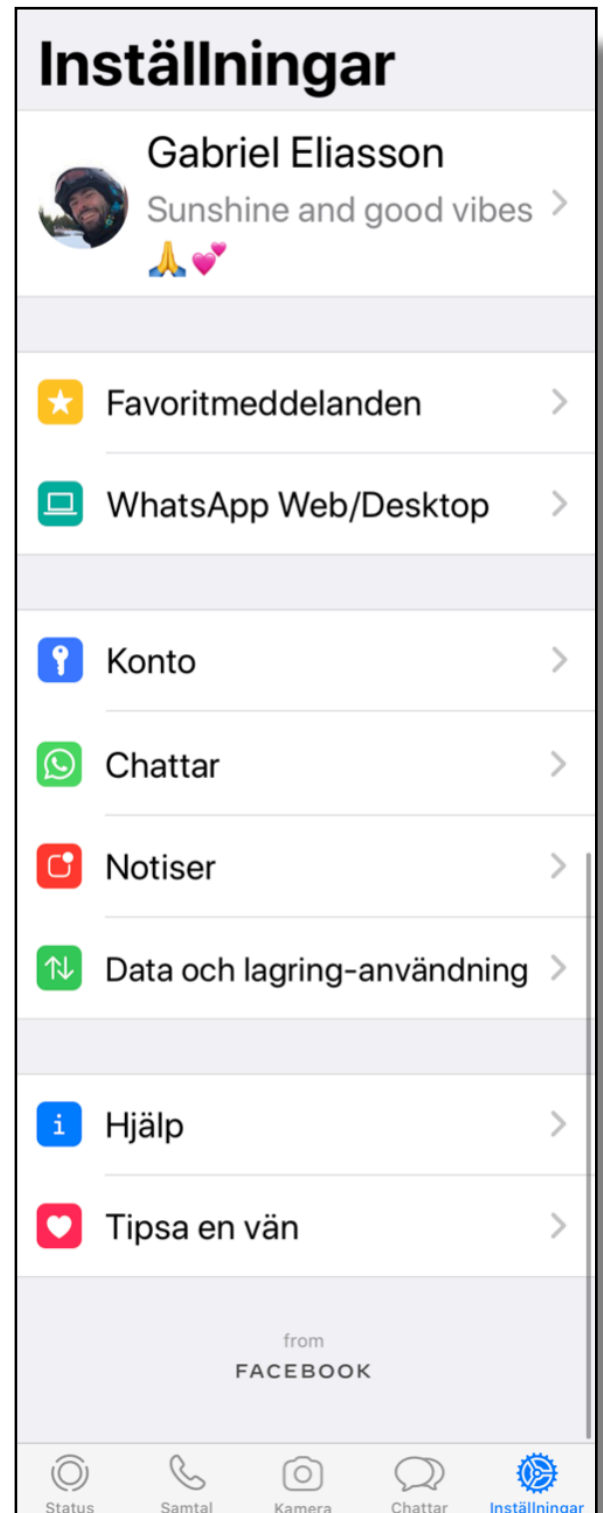 Inställningar
Gabriel Eliasson
Sunshine and good vibes
🙏💕
Favoritmeddelanden
WhatsApp Web/Desktop
Konto
Chattar
Notiser
Data och lagring-användning
i
Hjälp
Tipsa en vän
from
FACEBOOK
Status Samtal Kamera Chattar Inställningar